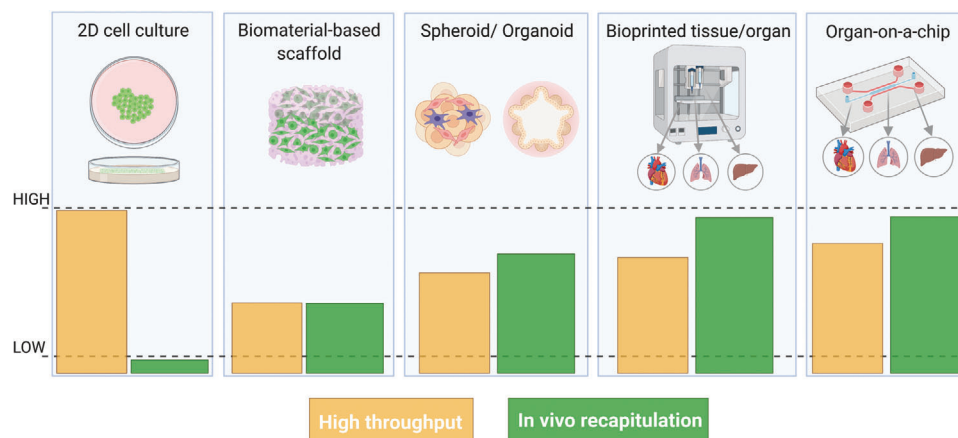 2D cell culture
Biomaterial-based
scaffold
Spheroid/ Organoid
Bioprinted tissue/organ
Organ-on-a-chip
HIGH
LOW
High throughput
In vivo recapitulation